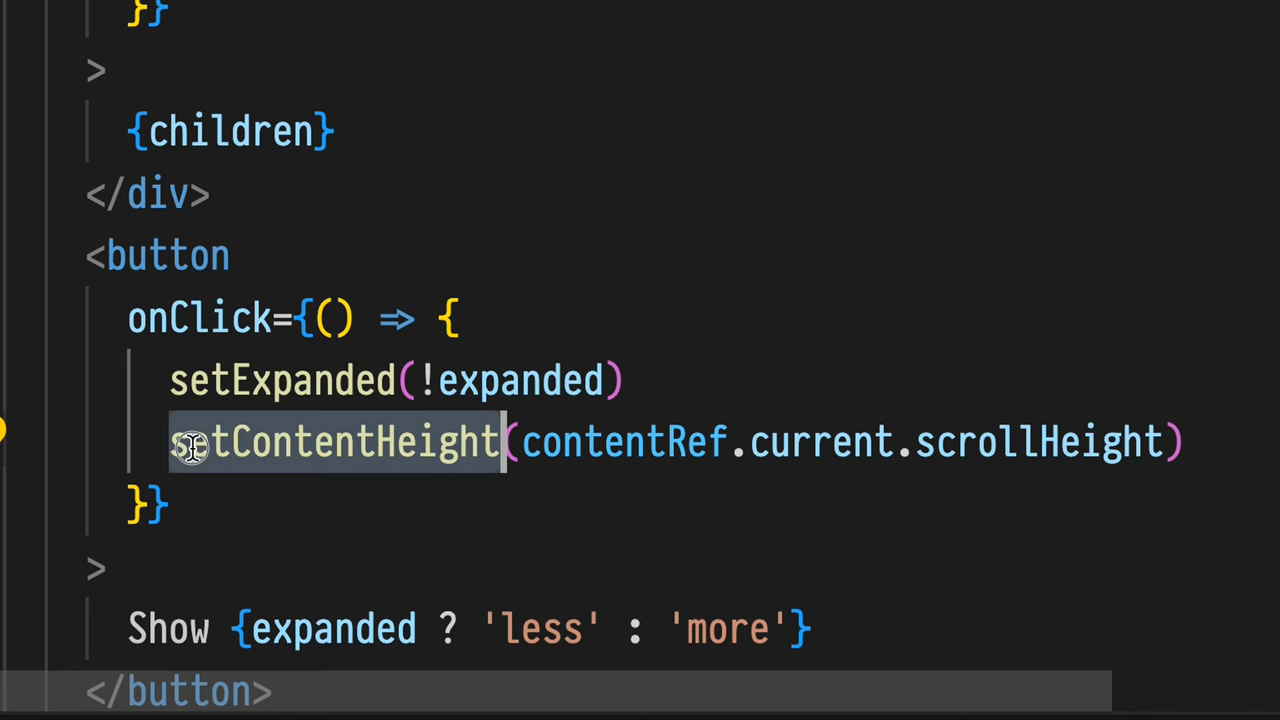 }}
>
{children}
</div>
<button
onClick={() => {
setExpanded(!expanded)
setContentHeight(contentRef.current.scrollHeight)
}}
>
Show {expanded ? 'less' : 'more'}
</button>